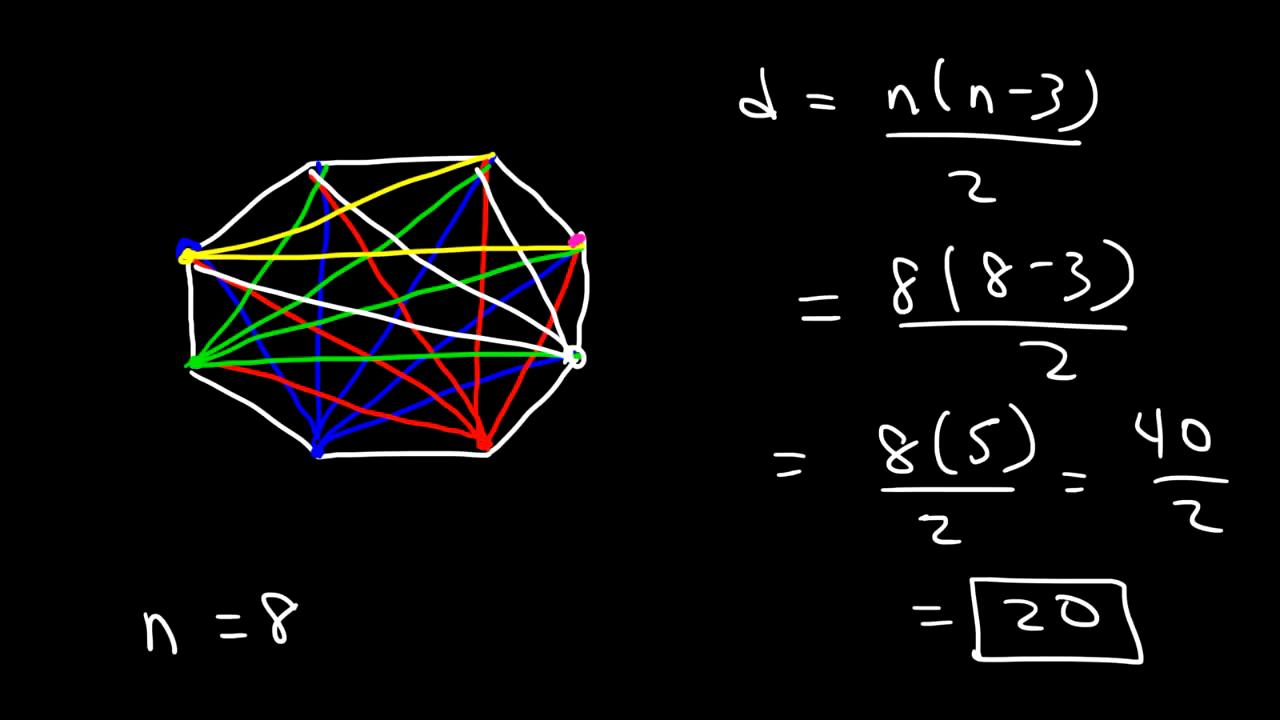 d = n(n-3)/2
= 8(8-3)/2
= 8(5)/2 = 40/2
= 20
n = 8